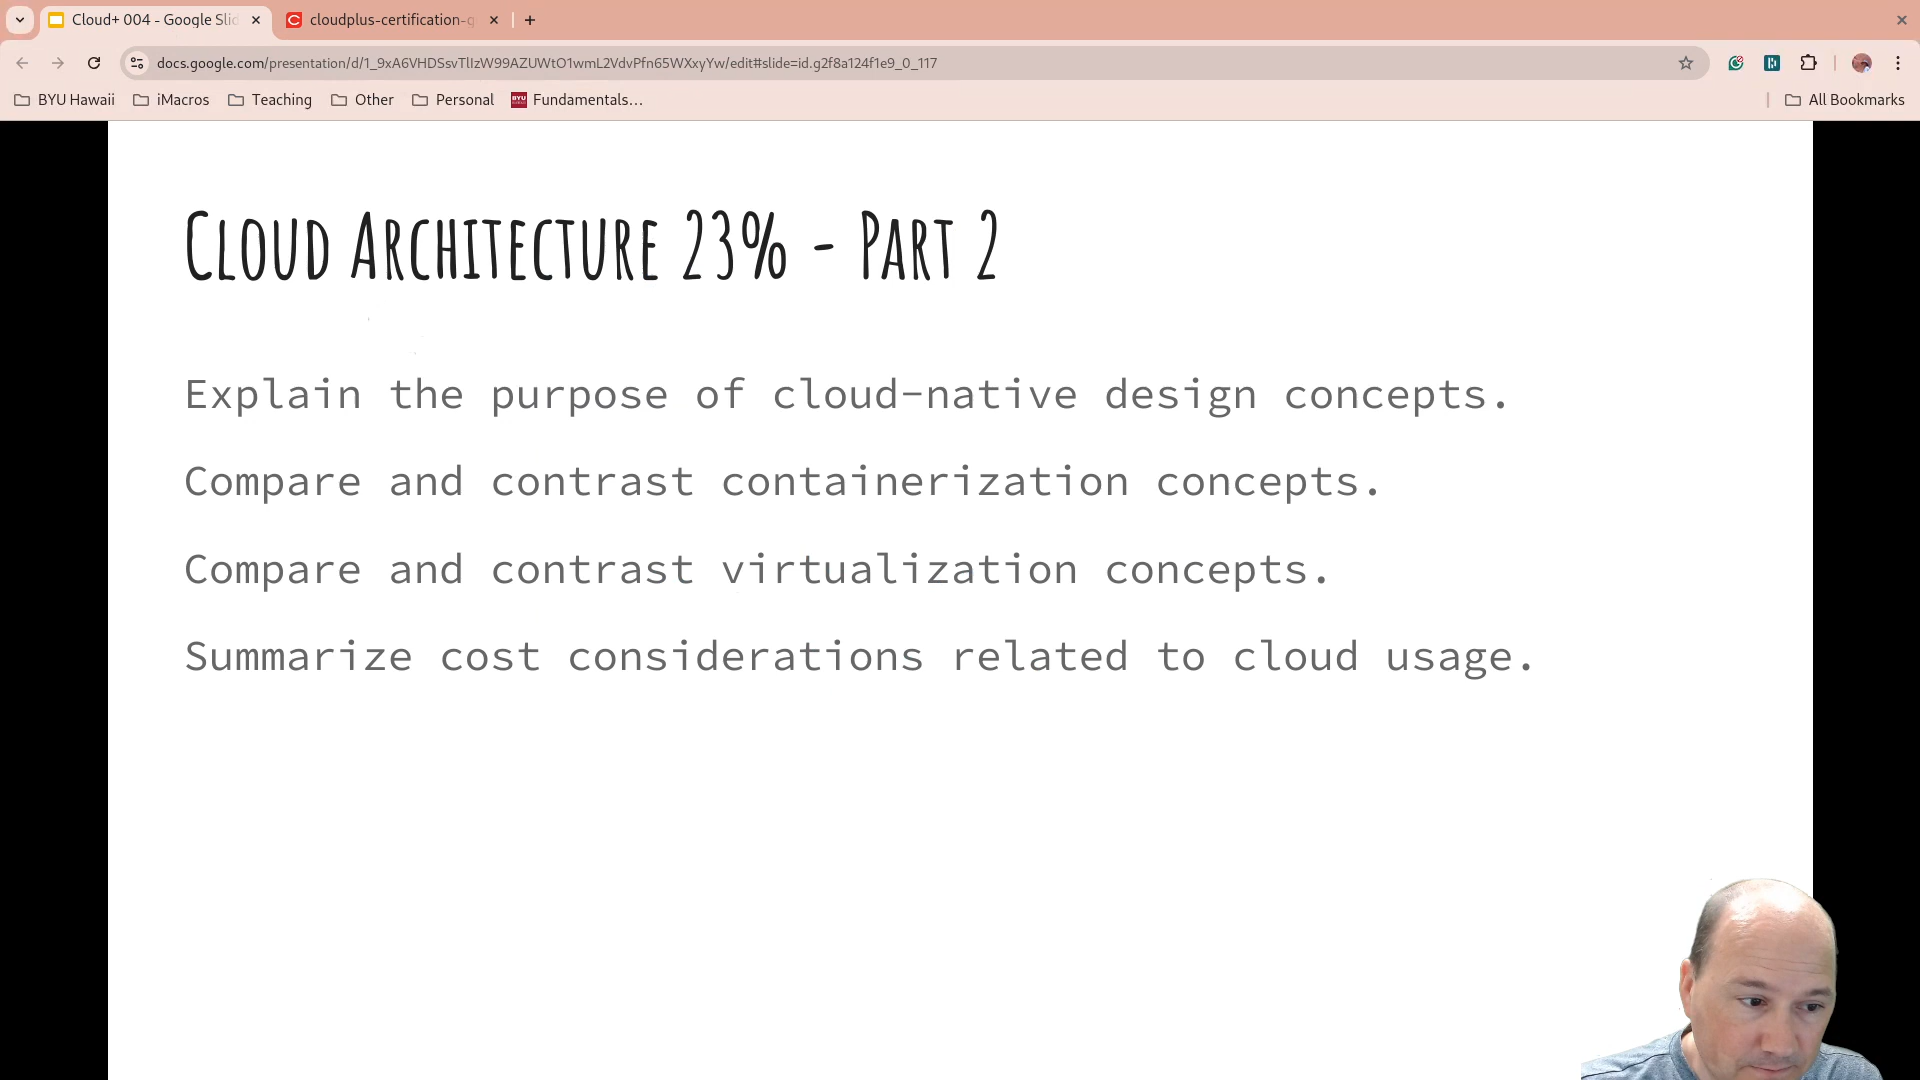 Cloud+ 004 - Google Slid
cloudplus-certification-q
docs.google.com/presentation/d/1_9xA6VHDSsvTlIzW99AZUWtO1wmL2VdvPfn65WXxyYw/edit#slide=id.g2f8a124f1e9_0_117
BYU Hawaii
iMacros
Teaching
Other
Personal
Fundamentals...
All Bookmarks
Cloud Architecture 23% - Part 2
Explain the purpose of cloud-native design concepts.
Compare and contrast containerization concepts.
Compare and contrast virtualization concepts.
Summarize cost considerations related to cloud usage.